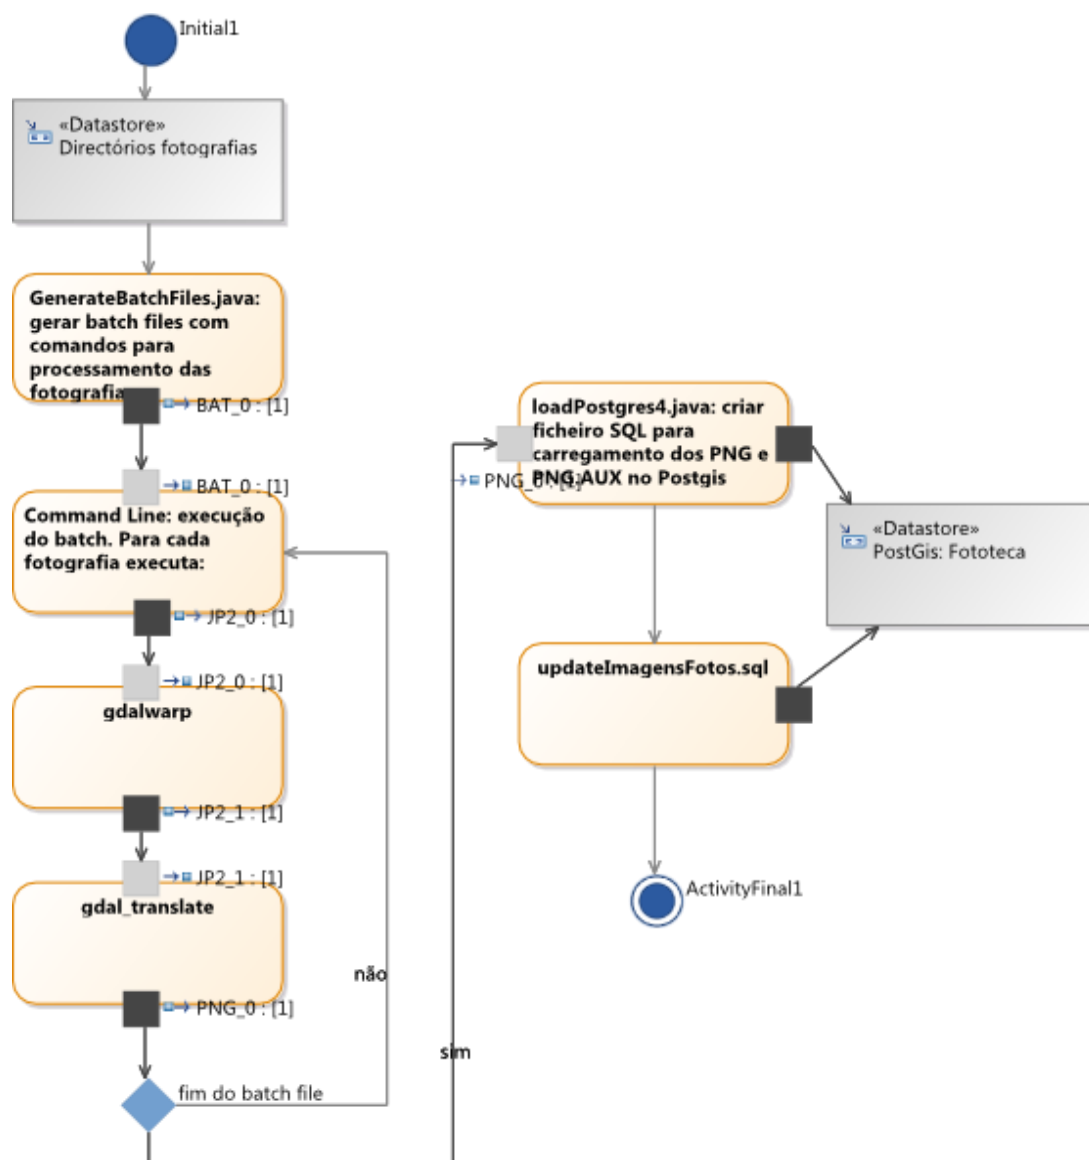 Initial1
«Datastore»
Directórios fotografias
GenerateBatchFiles.java:
gerar batch files com
comandos para
processamento das
fotografia
BAT_0 : [1]
BAT_0 : [1]
Command Line: execução
do batch. Para cada
fotografia executa:
JP2_0 : [1]
JP2_0 : [1]
gdalwarp
JP2_1 : [1]
JP2_1 : [1]
gdal_translate
PNG_0 : [1]
não
fim do batch file
sim
loadPostgres4.java: criar
ficheiro SQL para
carregamento dos PNG e
PNG.AUX no Postgis
PNG_0 : [1]
«Datastore»
PostGis: Fototeca
updateImagensFotos.sql
ActivityFinal1